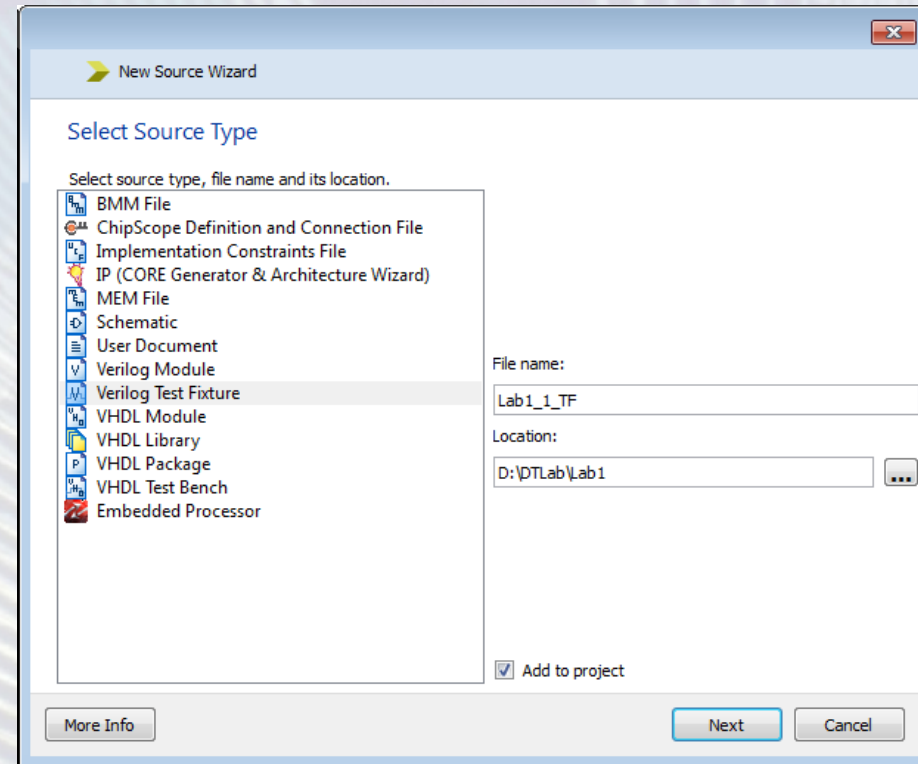 New Source Wizard
Select Source Type
Select source type, file name and its location.
BMM File
ChipScope Definition and Connection File
Implementation Constraints File
IP (CORE Generator & Architecture Wizard)
MEM File
Schematic
User Document
Verilog Module
Verilog Test Fixture
VHDL Module
VHDL Library
VHDL Package
VHDL Test Bench
Embedded Processor
File name:
Lab1_1_TF
Location:
D:\DTLab\Lab1
...
Add to project
More Info
Next
Cancel